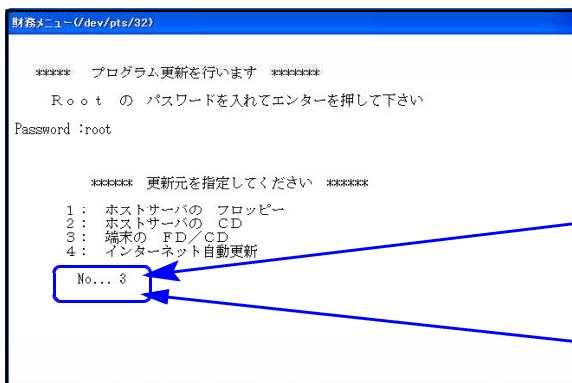 財務メニュー(/dev/pts/32)
***** プログラム更新を行います *******
Root の パスワードを入れてエンターを押して下さい
Password :root
****** 更新元を指定してください ******
1: ホストサーバの フロッピー
2: ホストサーバの CD
3: 端末の FD/CD
4: インターネット自動更新
No... 3